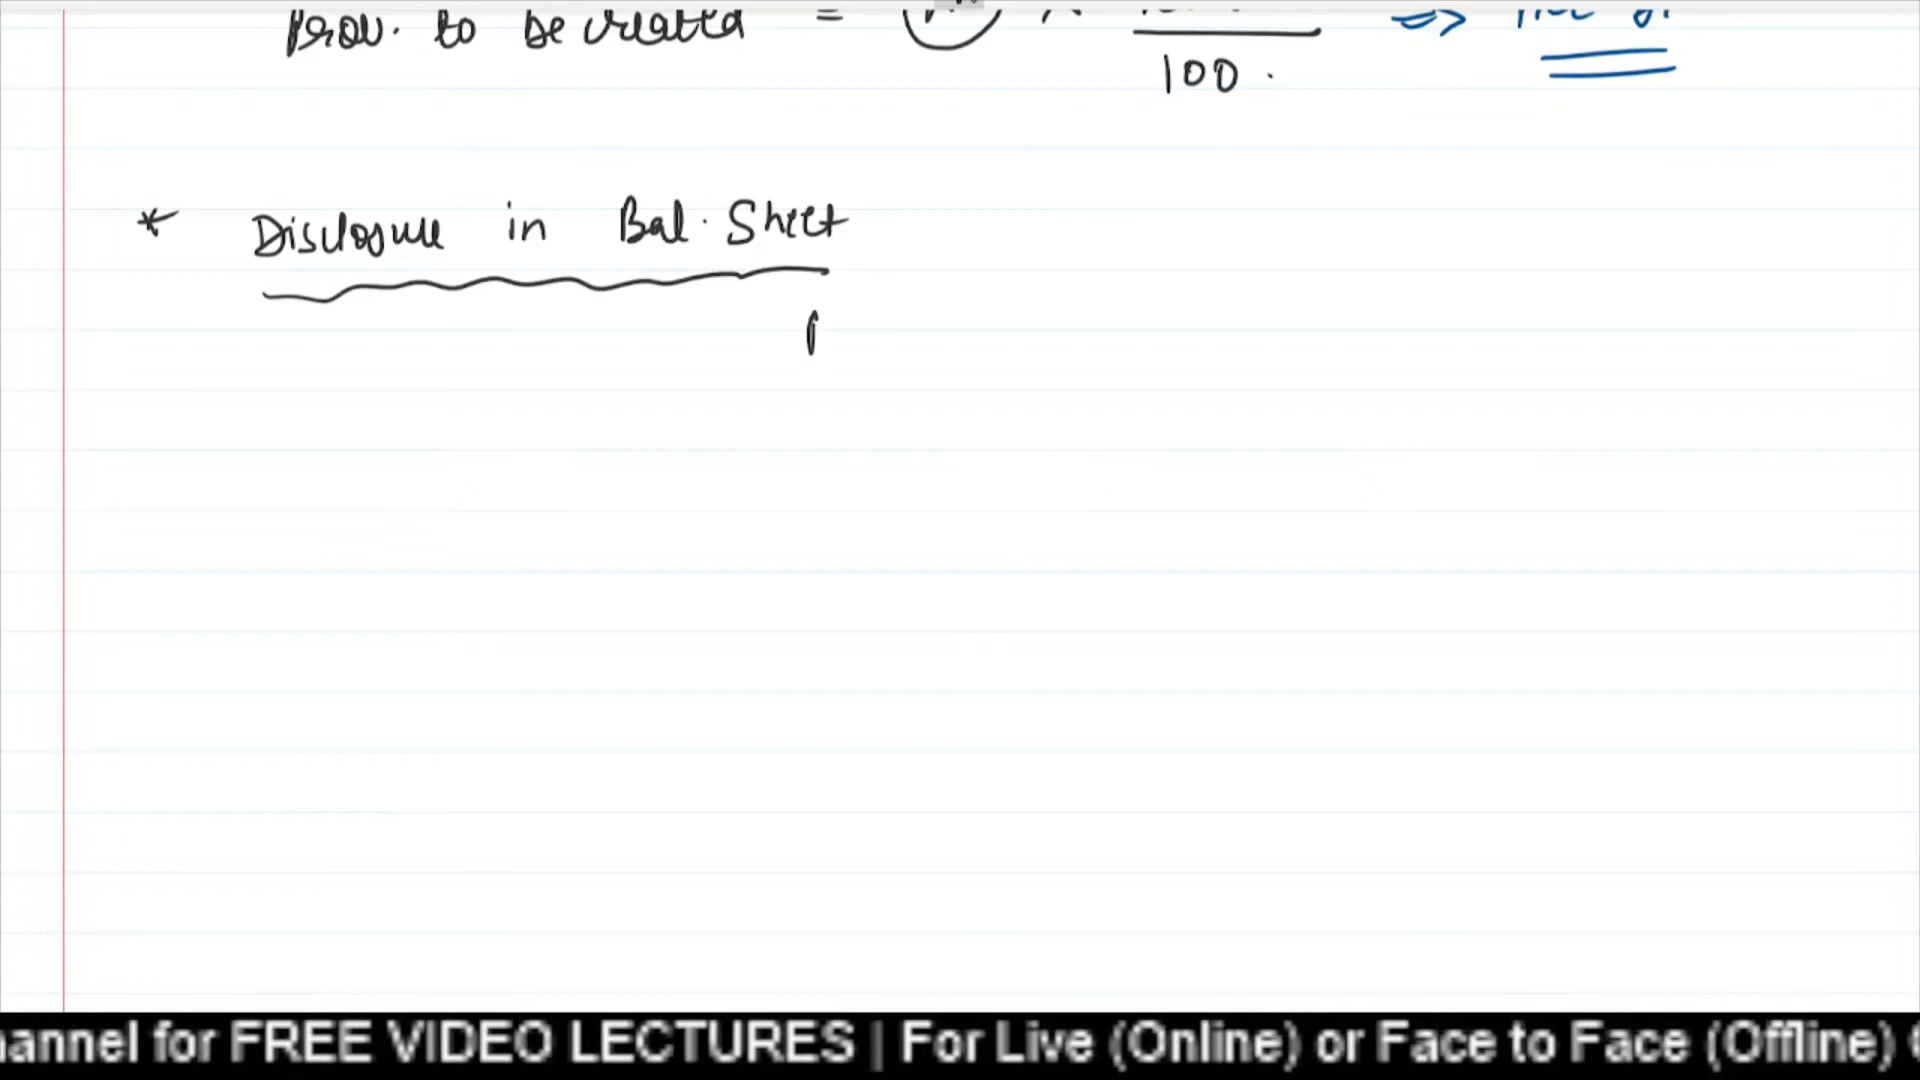 Prov. to be created =
100.
* Disclosure in Bal. Sheet
hannel for FREE VIDEO LECTURES | For Live (Online) or Face to Face (Offline)